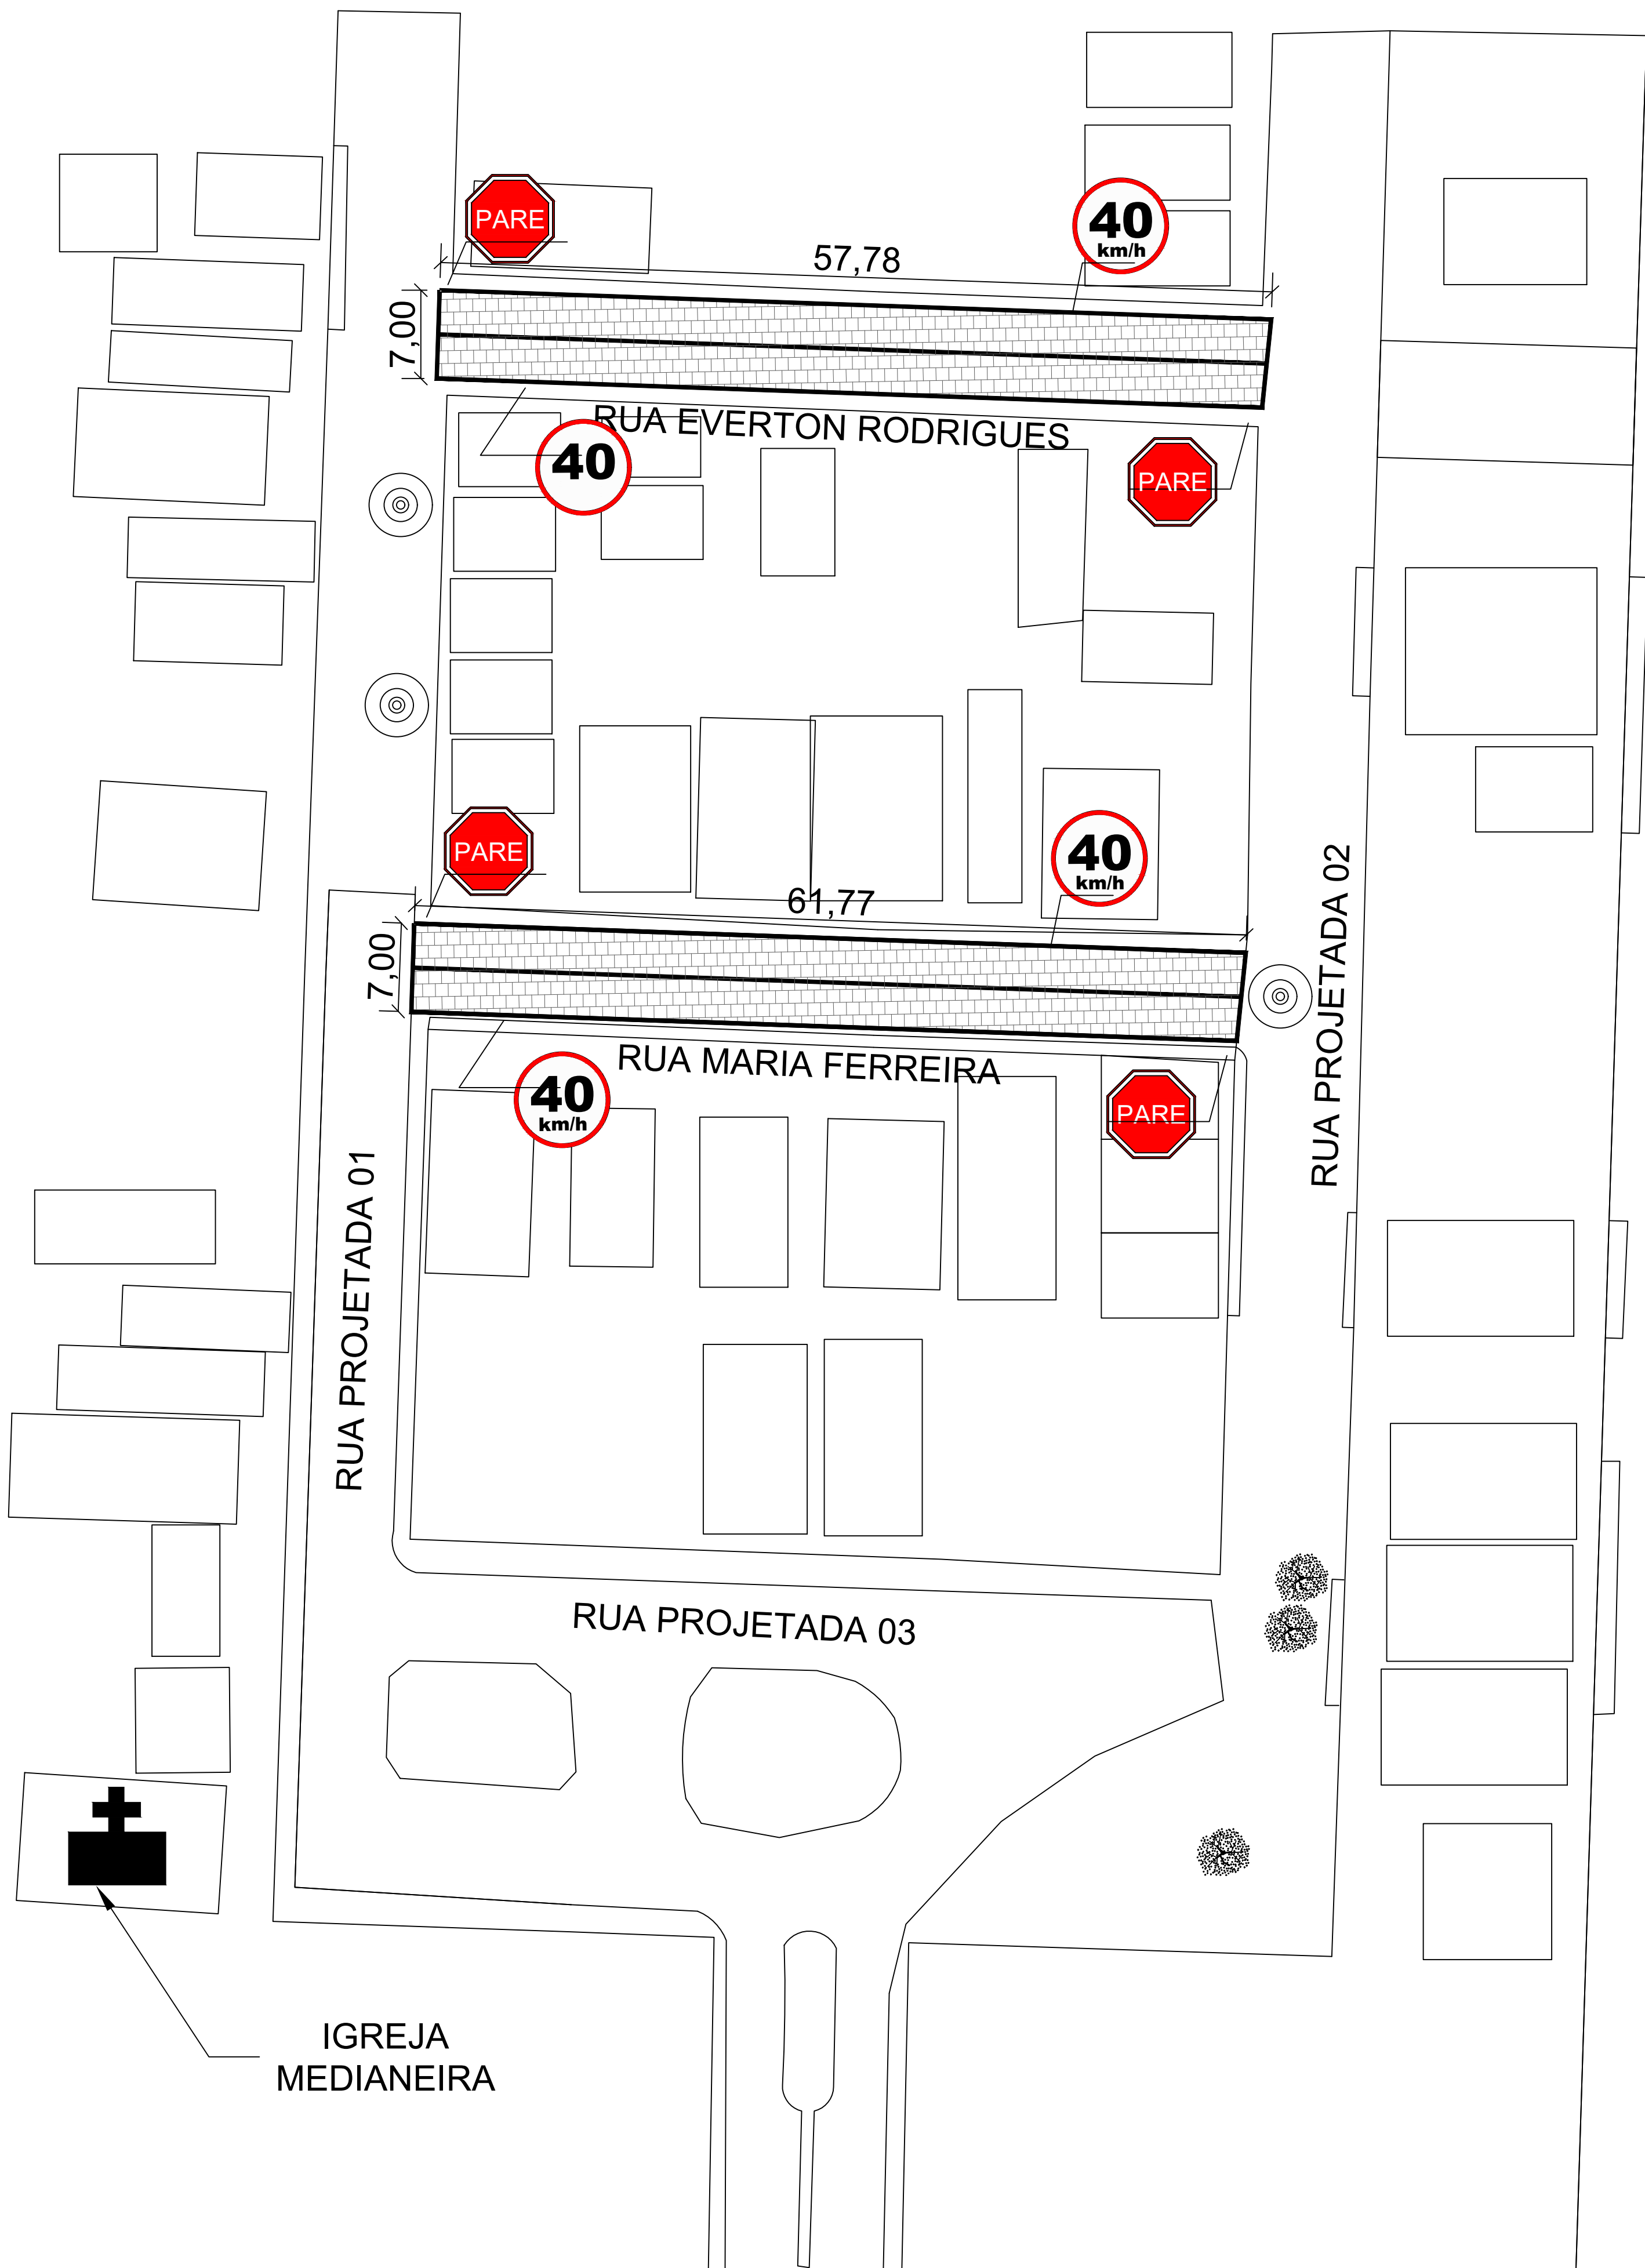 PARE
40
km/h
57,78
7,00
RUA EVERTON RODRIGUES
40
PARE
PARE
40
km/h
61,77
7,00
RUA PROJETADA 02
RUA MARIA FERREIRA
40
km/h
PARE
RUA PROJETADA 01
RUA PROJETADA 03
IGREJA
MEDIANEIRA